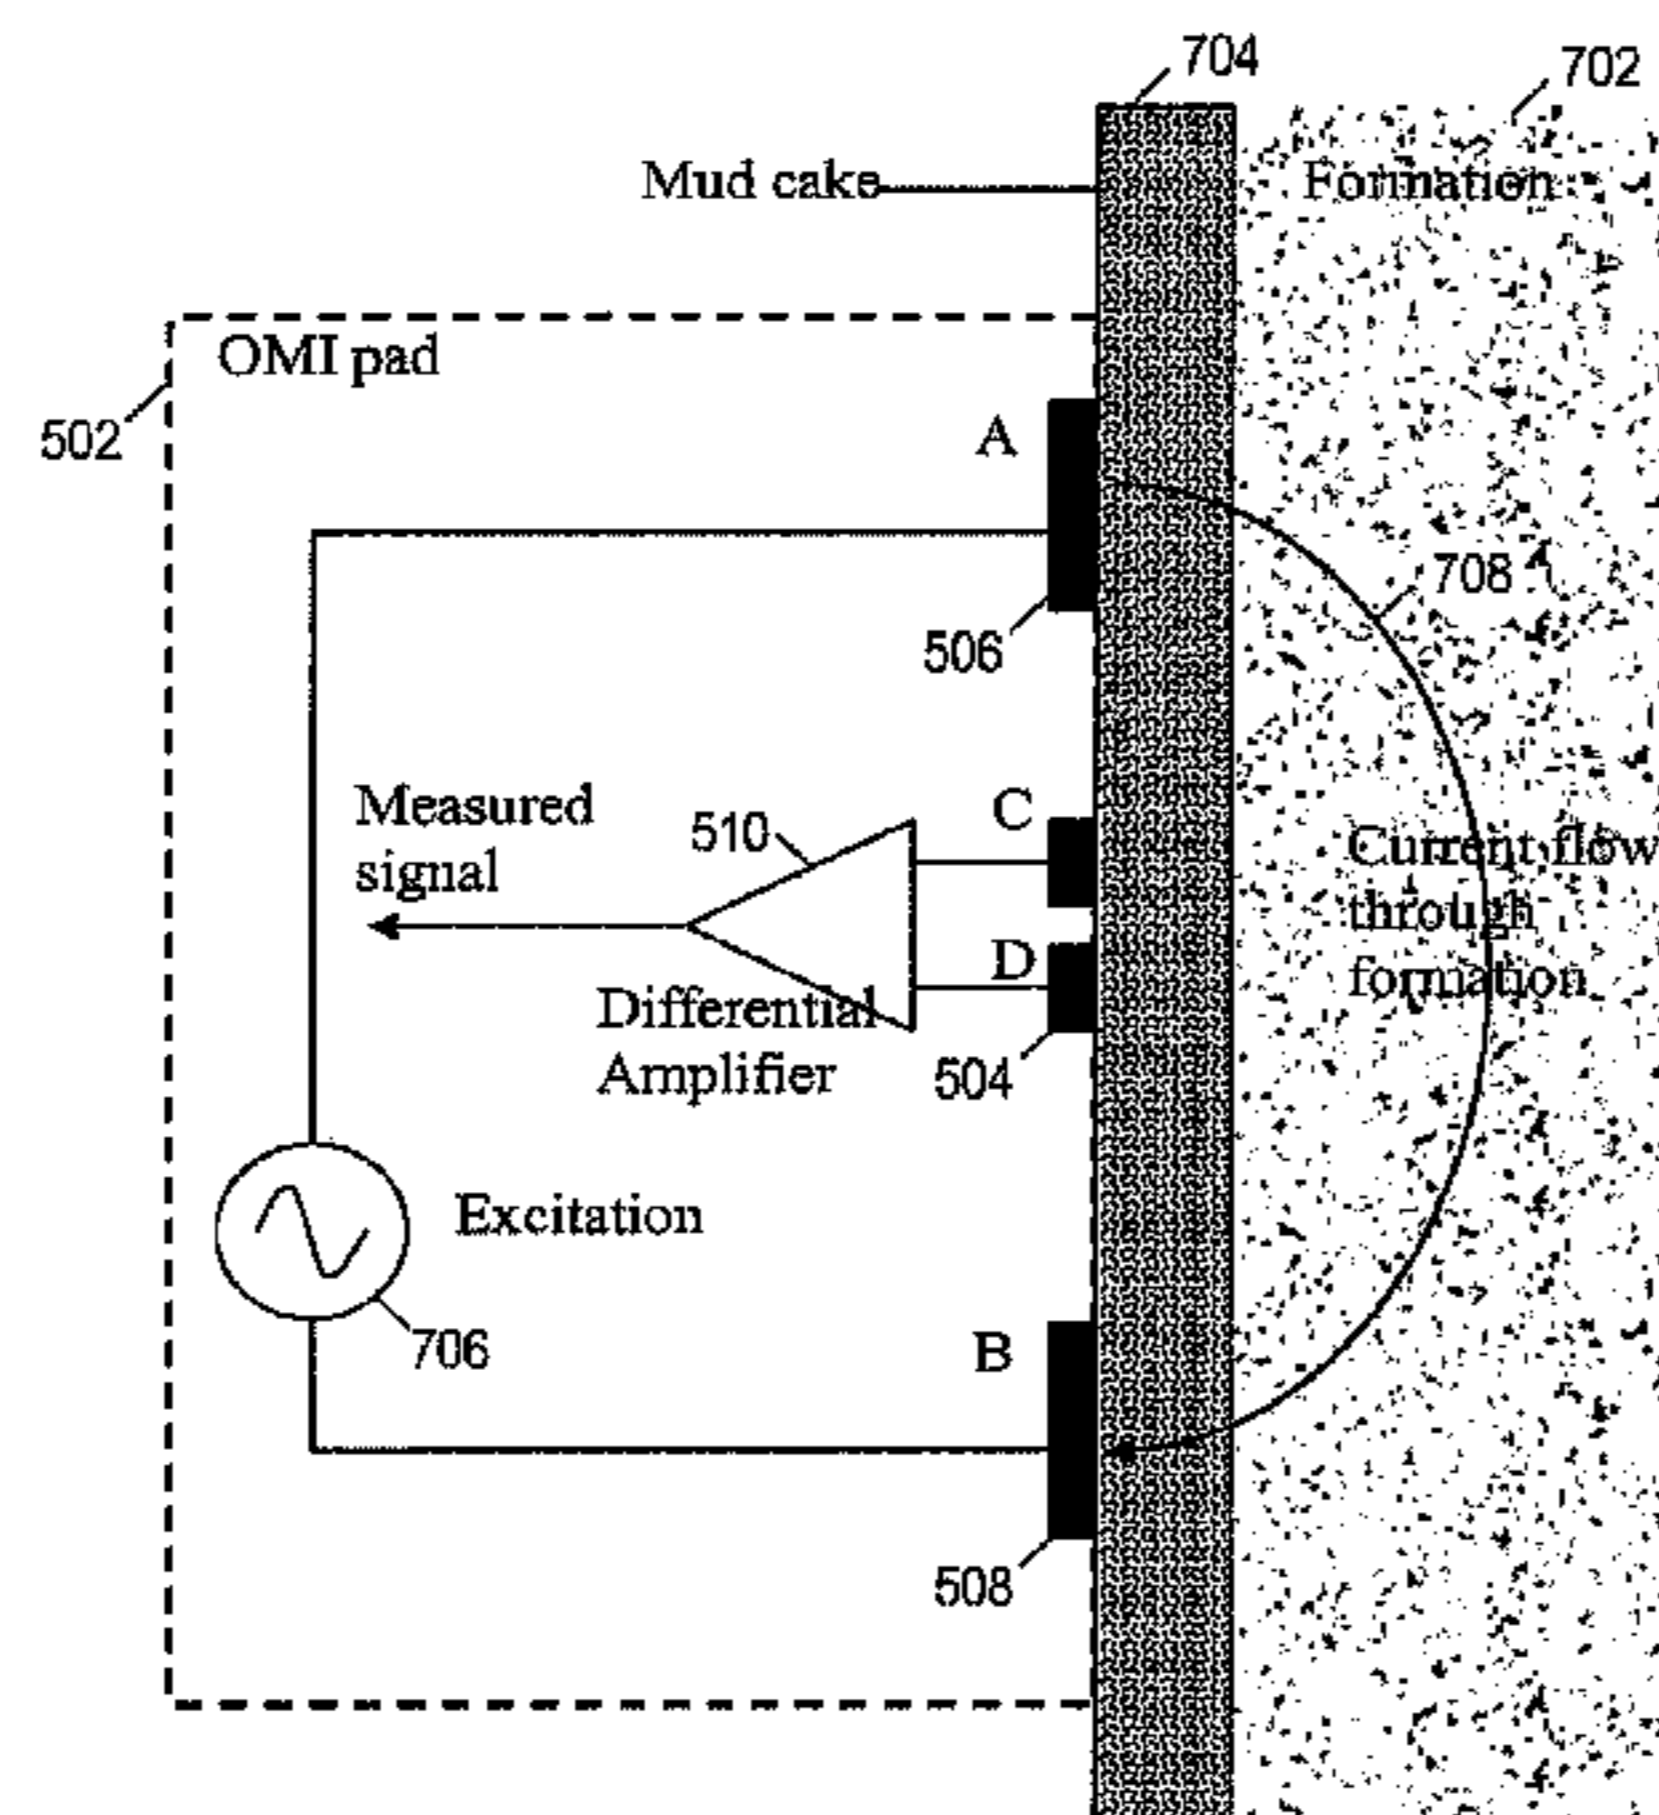 704
702
Mud cake
Formation
OMI pad
502
A
708
506
Measured
signal
510
C
Current flow
through
formation
D
Differential
Amplifier
504
Excitation
706
B
508